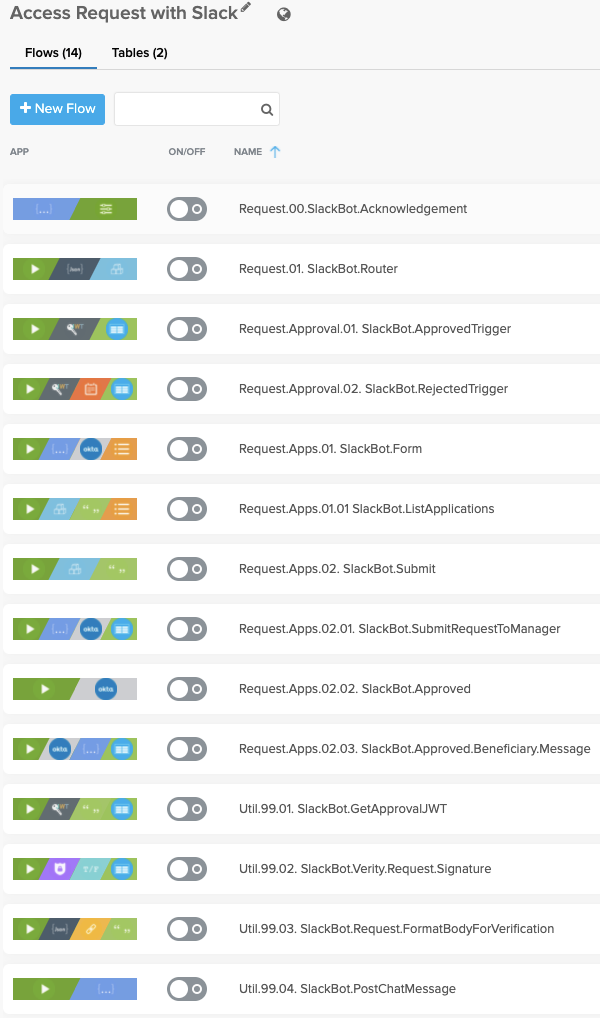 Access Request with Slack
Flows (14) Tables (2)
+ New Flow
APP ON/OFF NAME
{...} Request.00.SlackBot.Acknowledgement
{json} Request.01. SlackBot.Router
WT Request.Approval.01. SlackBot.ApprovedTrigger
WT Request.Approval.02. SlackBot.RejectedTrigger
{...} okta Request.Apps.01. SlackBot.Form
“ ” Request.Apps.01.01 SlackBot.ListApplications
“ ” Request.Apps.02. SlackBot.Submit
{...} okta Request.Apps.02.01. SlackBot.SubmitRequestToManager
okta Request.Apps.02.02. SlackBot.Approved
okta {...} Request.Apps.02.03. SlackBot.Approved.Beneficiary.Message
WT “ ” Util.99.01. SlackBot.GetApprovalJWT
T/F Util.99.02. SlackBot.Verity.Request.Signature
{json} “ ” Util.99.03. SlackBot.Request.FormatBodyForVerification
{...} Util.99.04. SlackBot.PostChatMessage